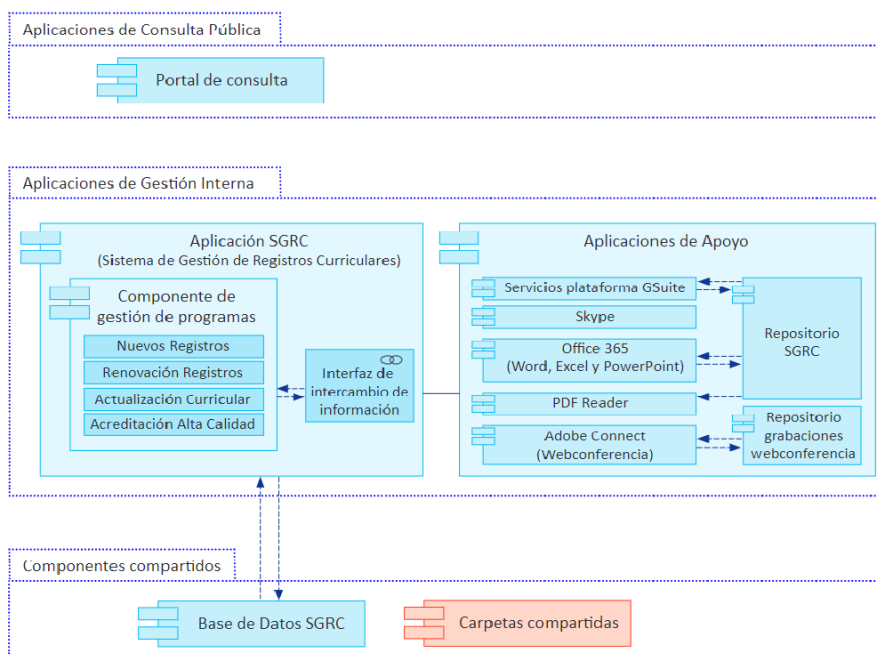 Aplicaciones de Consulta Pública
Portal de consulta
Aplicaciones de Gestión Interna
Aplicación SGRC
(Sistema de Gestión de Registros Curriculares)
Componente de
gestión de programas
Nuevos Registros
Renovación Registros
Actualización Curricular
Acreditación Alta Calidad
Interfaz de
intercambio de
información
Aplicaciones de Apoyo
Servicios plataforma GSuite
Skype
Office 365
(Word, Excel y PowerPoint)
PDF Reader
Adobe Connect
(Webconferencia)
Repositorio
SGRC
Repositorio
grabaciones
webconferencia
Componentes compartidos
Base de Datos SGRC
Carpetas compartidas